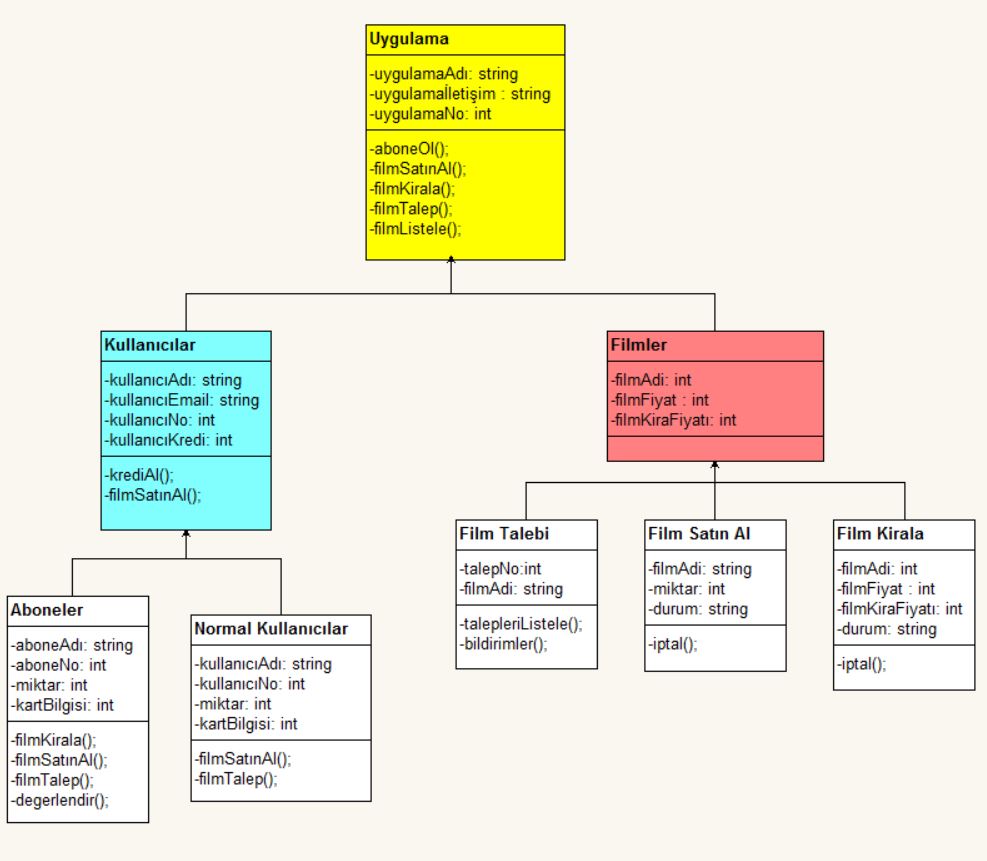 Uygulama
-uygulamaAdı: string
-uygulamaİletişim : string
-uygulamaNo: int
-aboneOl();
-filmSatınAl();
-filmKirala();
-filmTalep();
-filmListele();
Kullanıcılar
-kullanıcıAdı: string
-kullanıcıEmail: string
-kullanıcıNo: int
-kullanıcıKredi: int
-krediAl();
-filmSatınAl();
Filmler
-filmAdi: int
-filmFiyat : int
-filmKiraFiyatı: int
Aboneler
-aboneAdı: string
-aboneNo: int
-miktar: int
-kartBilgisi: int
-filmKirala();
-filmSatınAl();
-filmTalep();
-degerlendir();
Normal Kullanıcılar
-kullanıcıAdı: string
-kullanıcıNo: int
-miktar: int
-kartBilgisi: int
-filmSatınAl();
-filmTalep();
Film Talebi
-talepNo:int
-filmAdi: string
-talepleriListele();
-bildirimler();
Film Satın Al
-filmAdi: string
-miktar: int
-durum: string
-iptal();
Film Kirala
-filmAdi: int
-filmFiyat : int
-filmKiraFiyatı: int
-durum: string
-iptal();